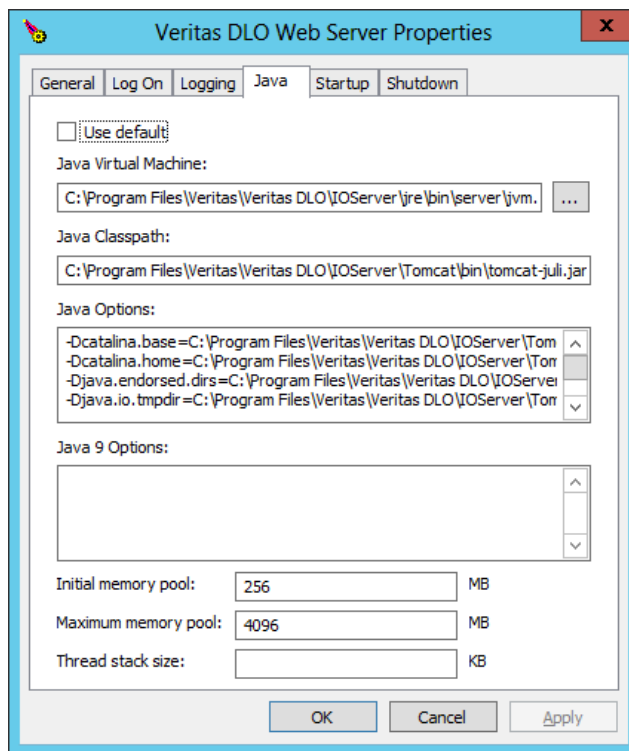 Veritas DLO Web Server Properties
x
General Log On Logging Java Startup Shutdown
Use default
Java Virtual Machine:
C:\Program Files\Veritas\Veritas DLO\IOServer\jre\bin\server\jvm. ...
Java Classpath:
C:\Program Files\Veritas\Veritas DLO\IOServer\Tomcat\bin\tomcat-juli.jar
Java Options:
-Dcatalina.base=C:\Program Files\Veritas\Veritas DLO\IOServer\Tom
-Dcatalina.home=C:\Program Files\Veritas\Veritas DLO\IOServer\Tom
-Djava.endorsed.dirs=C:\Program Files\Veritas\Veritas DLO\IOServer
-Djava.io.tmpdir=C:\Program Files\Veritas\Veritas DLO\IOServer\Tom
Java 9 Options:
Initial memory pool: 256 MB
Maximum memory pool: 4096 MB
Thread stack size: KB
OK Cancel Apply